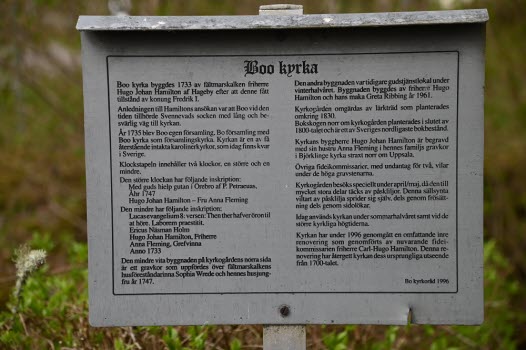 Boo kyrka
Boo kyrka byggdes 1733 av fältmarskalken friherre
Hugo Johan Hamilton af Hageby efter att denne fått
tillstånd av konung Fredrik I.
Anledningen till Hamiltons ansökan var att Boo vid den
tiden tillhörde Svennevads socken med lång och be-
svärlig väg till kyrkan.
År 1735 blev Boo egen församling, Bo församling med
Boo kyrka som församlingskyrka. Kyrkan är en av få
återstående intakta karolinerkyrkor, som idag finns kvar
i Sverige.
Klockstapeln innehåller två klockor, en större och en
mindre.
Den större klockan har följande inskription:
Med guds hielp gutan i Örebro af P. Petraeuas,
Åhr 1747
Hugo Johan Hamilton – Fru Anna Fleming
Den mindre har följande inskription:
Lucas evangelium 8. versen: Then ther hafver öron til
at höre. Laborem praestitit.
Ericus Näuman Holm
Hugo Johan Hamilton, Friherre
Anna Fleming, Grefvinna
Anno 1733
Den mindre vita byggnaden på kyrkogårdens norra sida
är ett gravkor som uppfördes över fältmarskalkens
husföreståndarinna Sophia Wrede och hennes husjung-
fru år 1747.
Den andra byggnaden var tidigare gudstjänstlokal under
vinterhalvåret. Byggnaden byggdes av friherre Hugo
Hamilton och hans maka Greta Ribbing år 1961.
Kyrkogården omgärdas av lärkträd som planterades
omkring 1830.
Bokskogen norr om kyrkogården planterades i slutet av
1800-talet och är ett av Sveriges nordligaste bokbestånd.
Kyrkans byggherre Hugo Johan Hamilton är begravd
med sin hustru Anna Fleming i hennes familjs gravkor
i Björklinge kyrka strax norr om Uppsala.
Övriga fideikommissarier, med undantag för två, vilar
under de höga gravstenarna.
Kyrkogården besöks speciellt under april/maj, då den till
mycket stora delar täcks av påskliljor. Denna sällsynta
viltart av påsklilja sprider sig själv, dels genom frösätt-
ning dels genom sidolökar.
Idag används kyrkan under sommarhalvåret samt vid de
större kyrkliga högtiderna.
Kyrkan har under 1996 genomgått en omfattande inre
renovering som genomförts av nuvarande fidei-
kommissarien friherre Carl-Hugo Hamilton. Denna re-
novering har återgett kyrkan dess ursprungliga utseende
från 1700-talet.
Bo kyrkoråd 1996